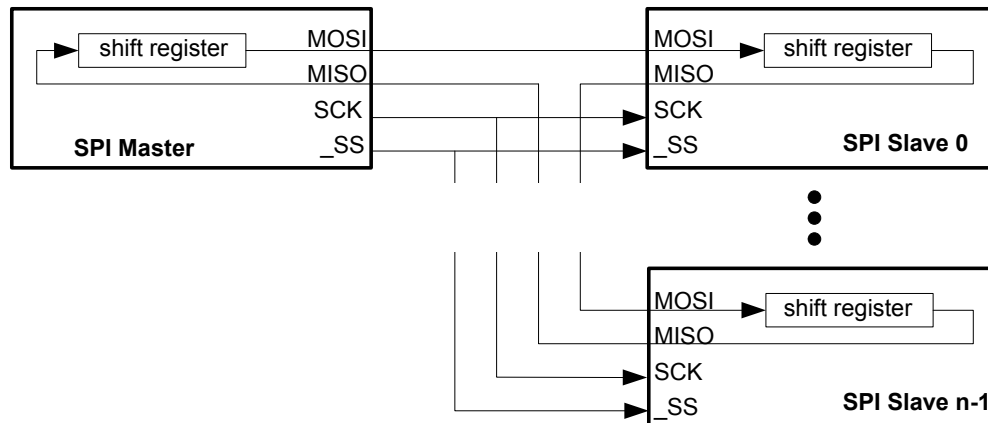 shift register
MOSI
MISO
SCK
_SS
SPI Master
MOSI
shift register
MISO
SCK
_SS
SPI Slave 0
MOSI
shift register
MISO
SCK
_SS
SPI Slave n-1